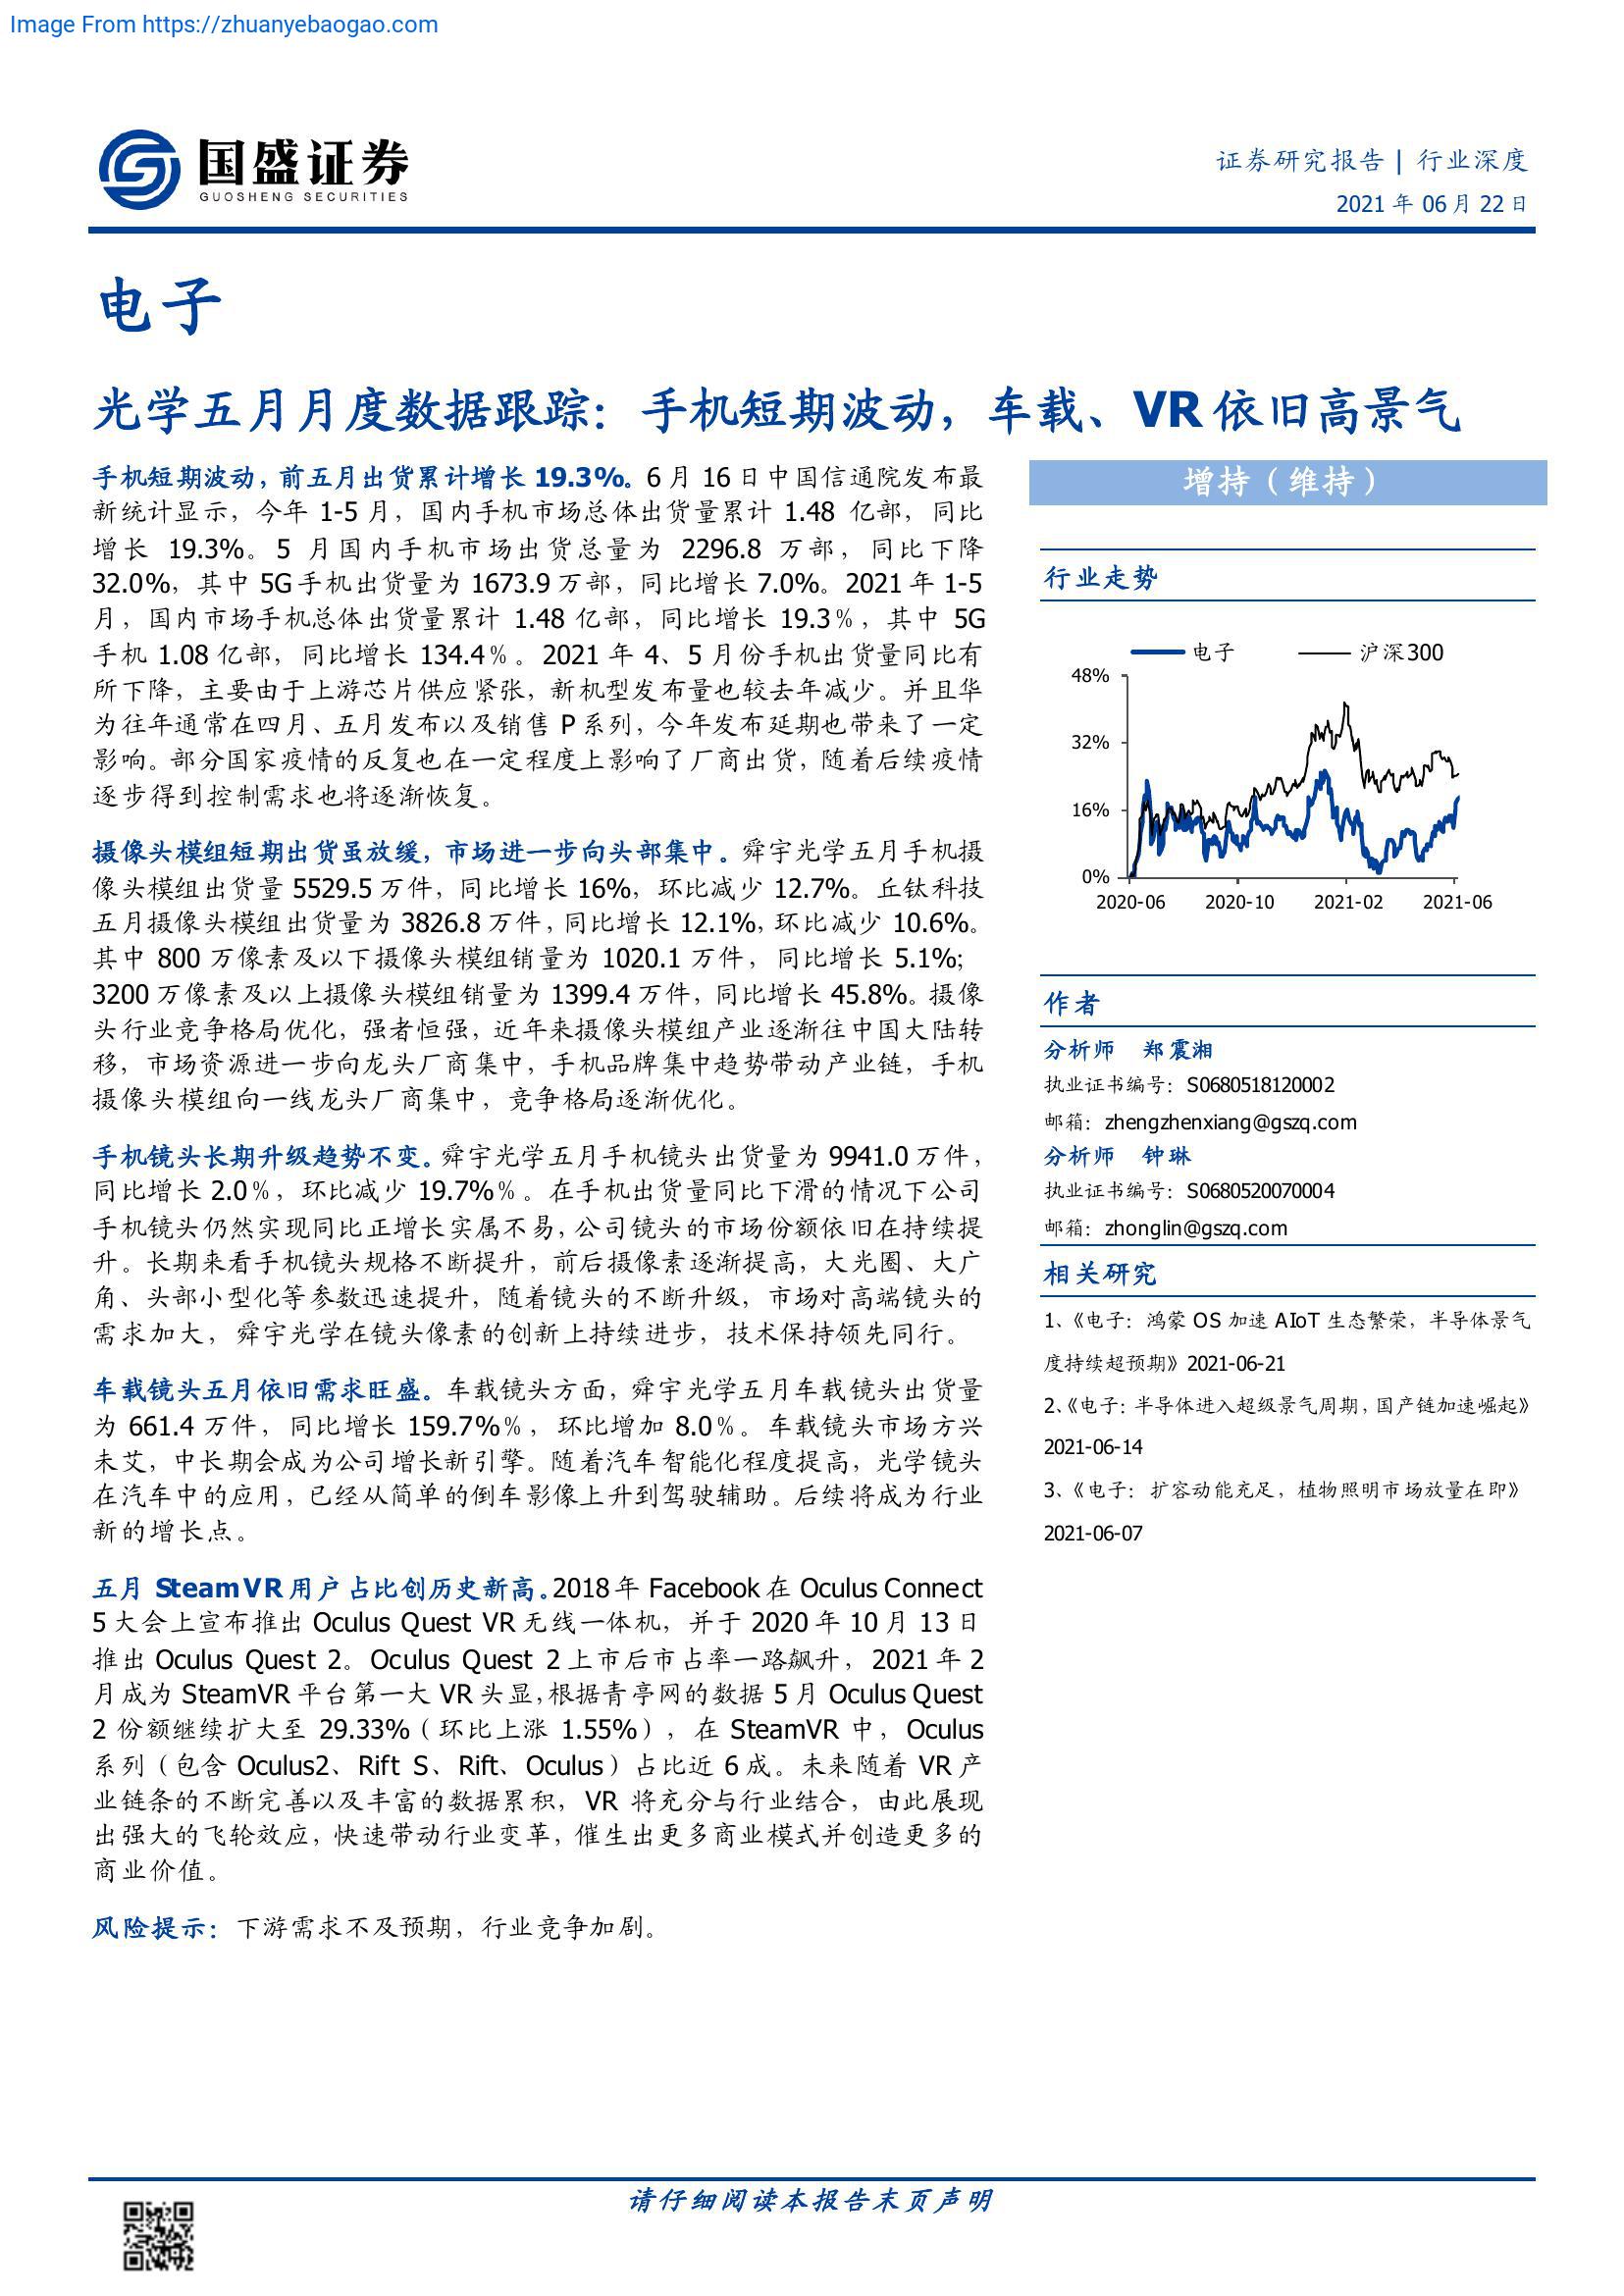 Image From https://zhuanyebaogao.com
国盛证券
GUOSHENG SECURITIES
证券研究报告 | 行业深度
2021 年 06 月 22 日
电子
光学五月月度数据跟踪：手机短期波动，车载、VR 依旧高景气
手机短期波动，前五月出货累计增长 19.3%。6 月 16 日中国信通院发布最
新统计显示，今年 1-5 月，国内手机市场总体出货量累计 1.48 亿部，同比
增长 19.3%。5 月国内手机市场出货总量为 2296.8 万部，同比下降
32.0%，其中 5G 手机出货量为 1673.9 万部，同比增长 7.0%。2021 年 1-5
月，国内市场手机总体出货量累计 1.48 亿部，同比增长 19.3％，其中 5G
手机 1.08 亿部，同比增长 134.4％。2021 年 4、5 月份手机出货量同比有
所下降，主要由于上游芯片供应紧张，新机型发布量也较去年减少。并且华
为往年通常在四月、五月发布以及销售 P 系列，今年发布延期也带来了一定
影响。部分国家疫情的反复也在一定程度上影响了厂商出货，随着后续疫情
逐步得到控制需求也将逐渐恢复。
摄像头模组短期出货虽放缓，市场进一步向头部集中。舜宇光学五月手机摄
像头模组出货量 5529.5 万件，同比增长 16%，环比减少 12.7%。丘钛科技
五月摄像头模组出货量为 3826.8 万件，同比增长 12.1%，环比减少 10.6%。
其中 800 万像素及以下摄像头模组销量为 1020.1 万件，同比增长 5.1%；
3200 万像素及以上摄像头模组销量为 1399.4 万件，同比增长 45.8%。摄像
头行业竞争格局优化，强者恒强，近年来摄像头模组产业逐渐往中国大陆转
移，市场资源进一步向龙头厂商集中，手机品牌集中趋势带动产业链，手机
摄像头模组向一线龙头厂商集中，竞争格局逐渐优化。
手机镜头长期升级趋势不变。舜宇光学五月手机镜头出货量为 9941.0 万件，
同比增长 2.0％，环比减少 19.7%％。在手机出货量同比下滑的情况下公司
手机镜头仍然实现同比正增长实属不易，公司镜头的市场份额依旧在持续提
升。长期来看手机镜头规格不断提升，前后摄像素逐渐提高，大光圈、大广
角、头部小型化等参数迅速提升，随着镜头的不断升级，市场对高端镜头的
需求加大，舜宇光学在镜头像素的创新上持续进步，技术保持领先同行。
车载镜头五月依旧需求旺盛。车载镜头方面，舜宇光学五月车载镜头出货量
为 661.4 万件，同比增长 159.7%％，环比增加 8.0％。车载镜头市场方兴
未艾，中长期会成为公司增长新引擎。随着汽车智能化程度提高，光学镜头
在汽车中的应用，已经从简单的倒车影像上升到驾驶辅助。后续将成为行业
新的增长点。
五月 SteamVR 用户占比创历史新高。2018 年 Facebook 在 Oculus Connect
5 大会上宣布推出 Oculus Quest VR 无线一体机，并于 2020 年 10 月 13 日
推出 Oculus Quest 2。Oculus Quest 2 上市后市占率一路飙升，2021 年 2
月成为 SteamVR 平台第一大 VR 头显，根据青亭网的数据 5 月 Oculus Quest
2 份额继续扩大至 29.33%（环比上涨 1.55%），在 SteamVR 中，Oculus
系列（包含 Oculus2、Rift S、Rift、Oculus）占比近 6 成。未来随着 VR 产
业链条的不断完善以及丰富的数据累积，VR 将充分与行业结合，由此展现
出强大的飞轮效应，快速带动行业变革，催生出更多商业模式并创造更多的
商业价值。
风险提示：下游需求不及预期，行业竞争加剧。
增持（维持）
行业走势
电子 沪深300
48%
32%
16%
0%
2020-06 2020-10 2021-02 2021-06
作者
分析师 郑震湘
执业证书编号：S0680518120002
邮箱：zhengzhenxiang@gszq.com
分析师 钟琳
执业证书编号：S0680520070004
邮箱：zhonglin@gszq.com
相关研究
1、《电子：鸿蒙 OS 加速 AIoT 生态繁荣，半导体景气
度持续超预期》2021-06-21
2、《电子：半导体进入超级景气周期，国产链加速崛起》
2021-06-14
3、《电子：扩容动能充足，植物照明市场放量在即》
2021-06-07
请仔细阅读本报告末页声明